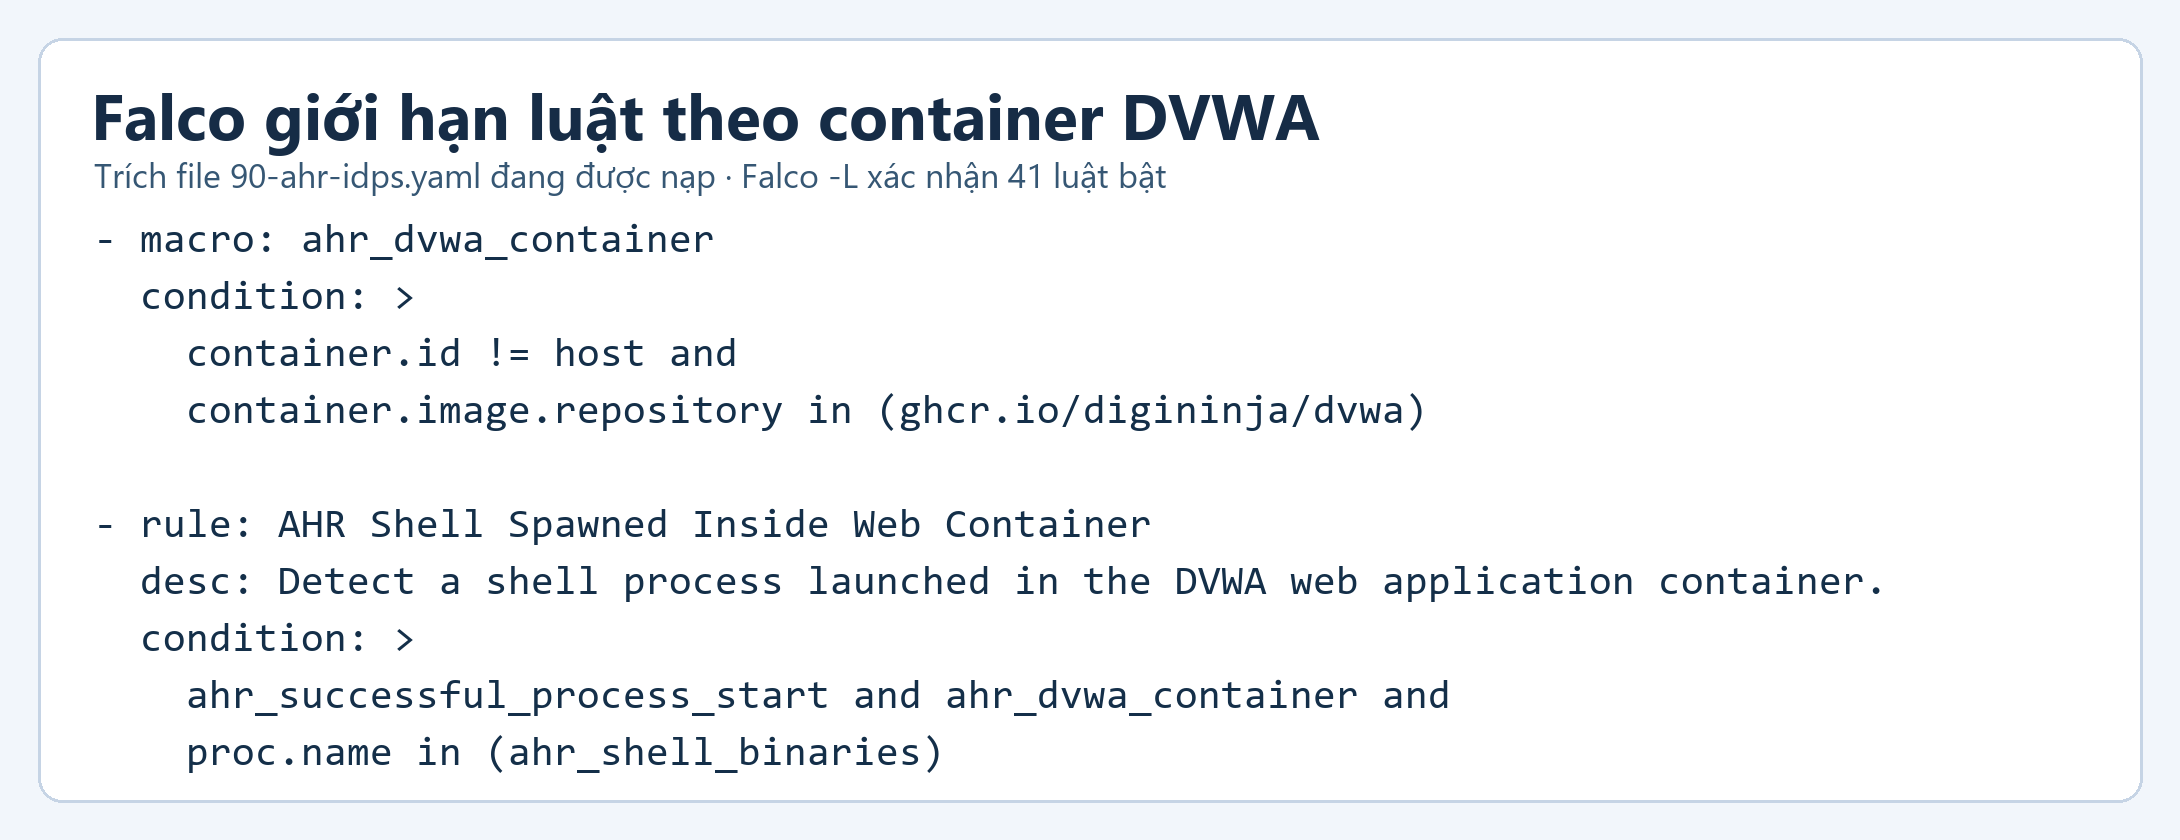 Falco giới hạn luật theo container DVWA
Trích file 90-ahr-idps.yaml đang được nạp · Falco -L xác nhận 41 luật bật
- macro: ahr_dvwa_container
  condition: >
    container.id != host and
    container.image.repository in (ghcr.io/digininja/dvwa)

- rule: AHR Shell Spawned Inside Web Container
  desc: Detect a shell process launched in the DVWA web application container.
  condition: >
    ahr_successful_process_start and ahr_dvwa_container and
    proc.name in (ahr_shell_binaries)